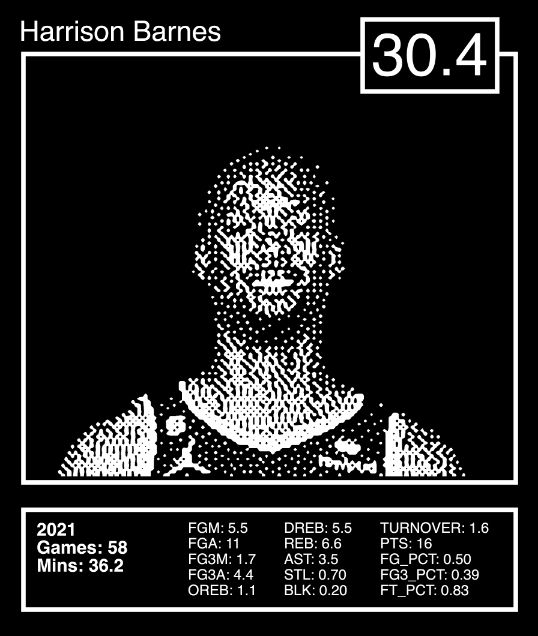 Harrison Barnes
30.4
2021
Games: 58
Mins: 36.2
FGM: 5.5
FGA: 11
FG3M: 1.7
FG3A: 4.4
OREB: 1.1
DREB: 5.5
REB: 6.6
AST: 3.5
STL: 0.70
BLK: 0.20
TURNOVER: 1.6
PTS: 16
FG_PCT: 0.50
FG3_PCT: 0.39
FT_PCT: 0.83